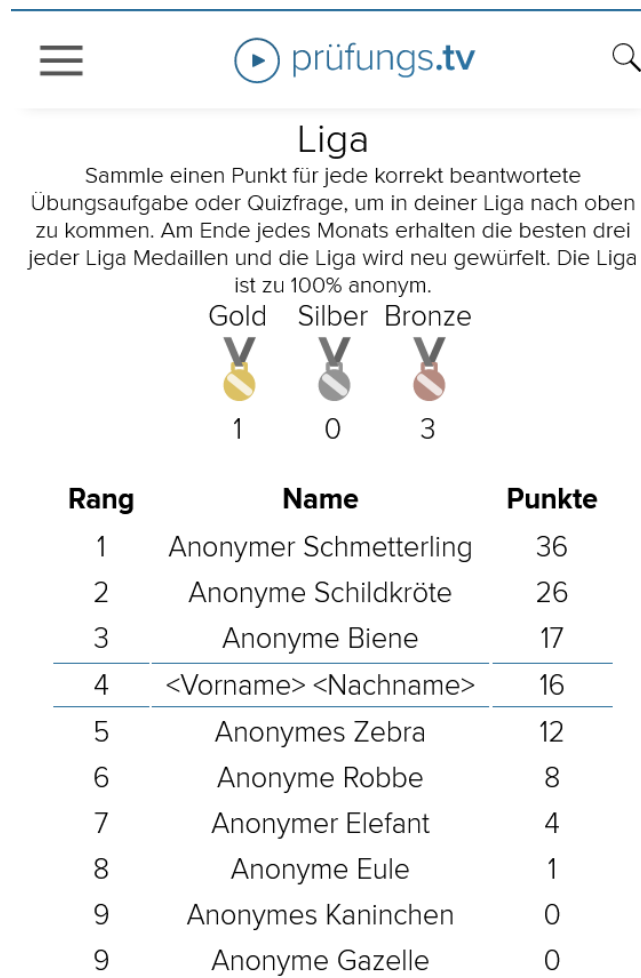 prüfungs.tv
Liga
Sammle einen Punkt für jede korrekt beantwortete
Übungsaufgabe oder Quizfrage, um in deiner Liga nach oben
zu kommen. Am Ende jedes Monats erhalten die besten drei
jeder Liga Medaillen und die Liga wird neu gewürfelt. Die Liga
ist zu 100% anonym.
Gold Silber Bronze
1 0 3
Rang Name Punkte
1 Anonymer Schmetterling 36
2 Anonyme Schildkröte 26
3 Anonyme Biene 17
4 <Vorname> <Nachname> 16
5 Anonymes Zebra 12
6 Anonyme Robbe 8
7 Anonymer Elefant 4
8 Anonyme Eule 1
9 Anonymes Kaninchen 0
9 Anonyme Gazelle 0